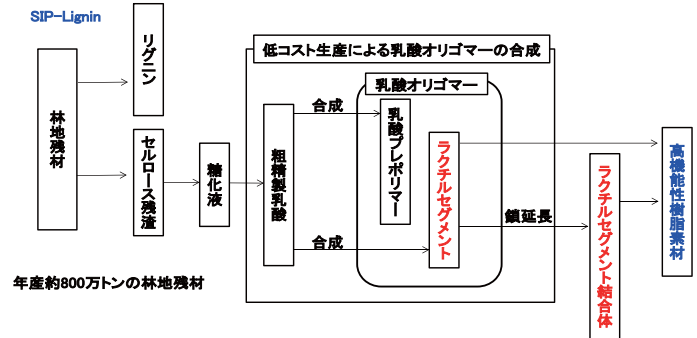 SIP-Lignin
林地残材
リグニン
セルロース残渣
糖化液
低コスト生産による乳酸オリゴマーの合成
粗精製乳酸
合成
合成
乳酸オリゴマー
乳酸プレポリマー
ラクチルセグメント
鎖延長
ラクチルセグメント結合体
高機能性樹脂素材
年産約800万トンの林地残材